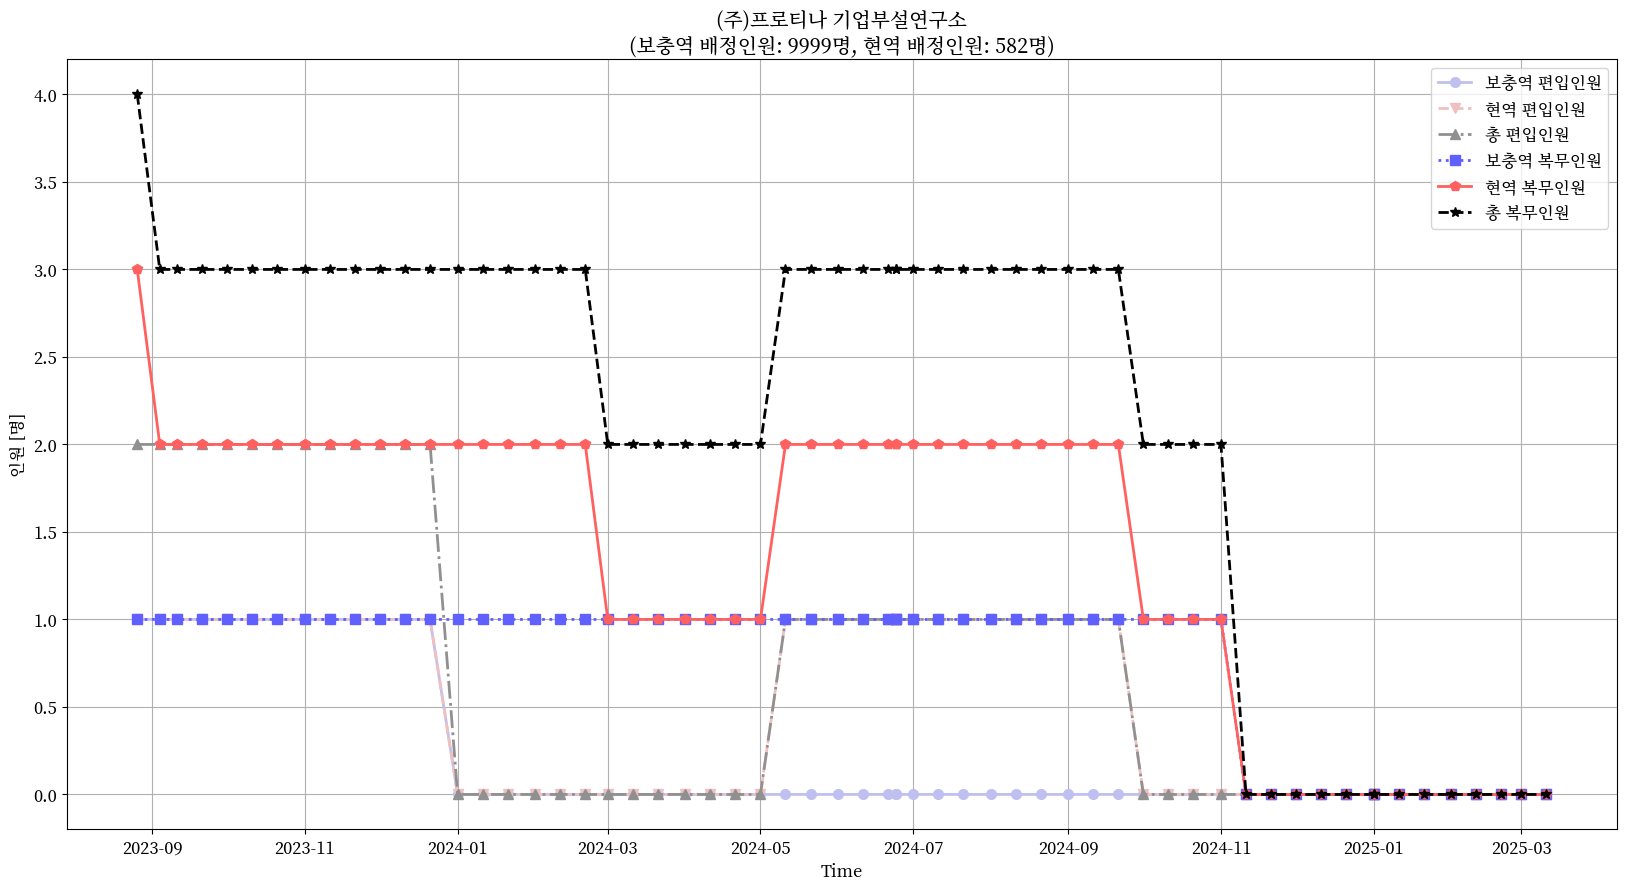 (주)프로티나 기업부설연구소
(보충역 배정인원: 9999명, 현역 배정인원: 582명)
보충역 편입인원
현역 편입인원
총 편입인원
보충역 복무인원
현역 복무인원
총 복무인원
인원 [명]
4.0
3.5
3.0
2.5
2.0
1.5
1.0
0.5
0.0
2023-09 2023-11 2024-01 2024-03 2024-05 2024-07 2024-09 2024-11 2025-01 2025-03
Time